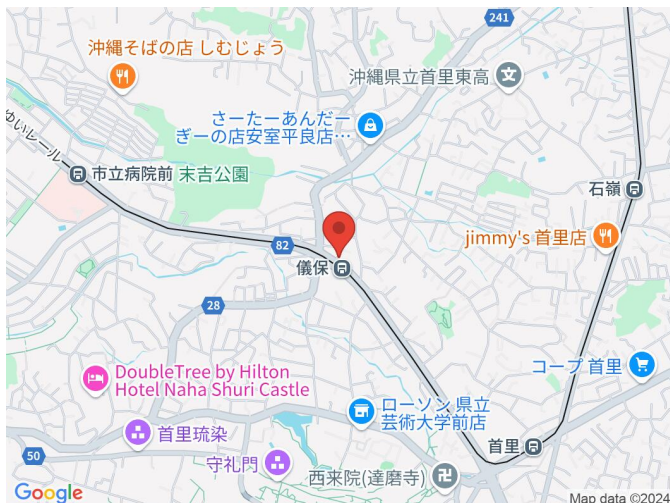 241
沖縄そばの店 しむじょう
沖縄県立首里東高
さーたーあんだー
ぎーの店安室平良店…
ゆいレール
市立病院前
末吉公園
石嶺
jimmy's 首里店
82
儀保
28
DoubleTree by Hilton
Hotel Naha Shuri Castle
コープ 首里
ローソン 県立
芸術大学前店
首里琉染
首里
50
守礼門
西来院(達磨寺)
Google
Map data ©2024